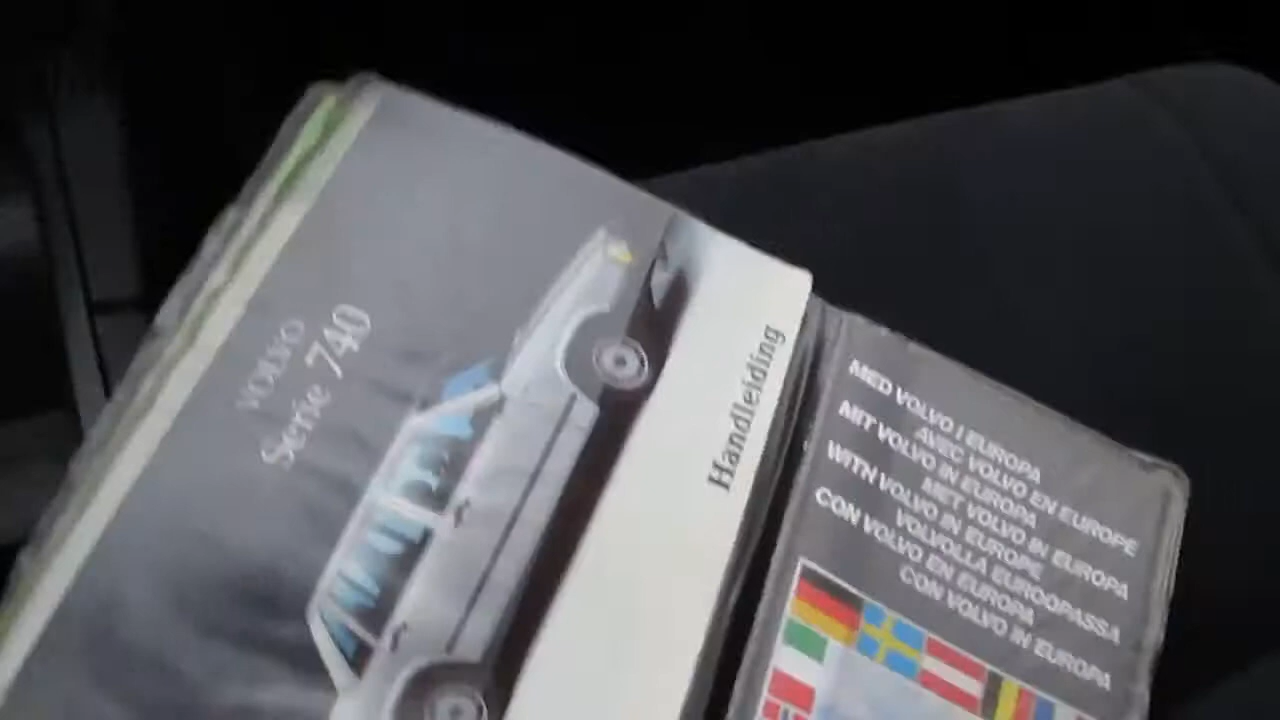 VOLVO
Serie 740
Handleiding
MED VOLVO I EUROPA
AVEC VOLVO EN EUROPE
MIT VOLVO IN EUROPA
MET VOLVO IN EUROPA
WITH VOLVO IN EUROPE
VOLVOLLA EUROOPASSA
CON VOLVO EN EUROPA
CON VOLVO IN EUROPA